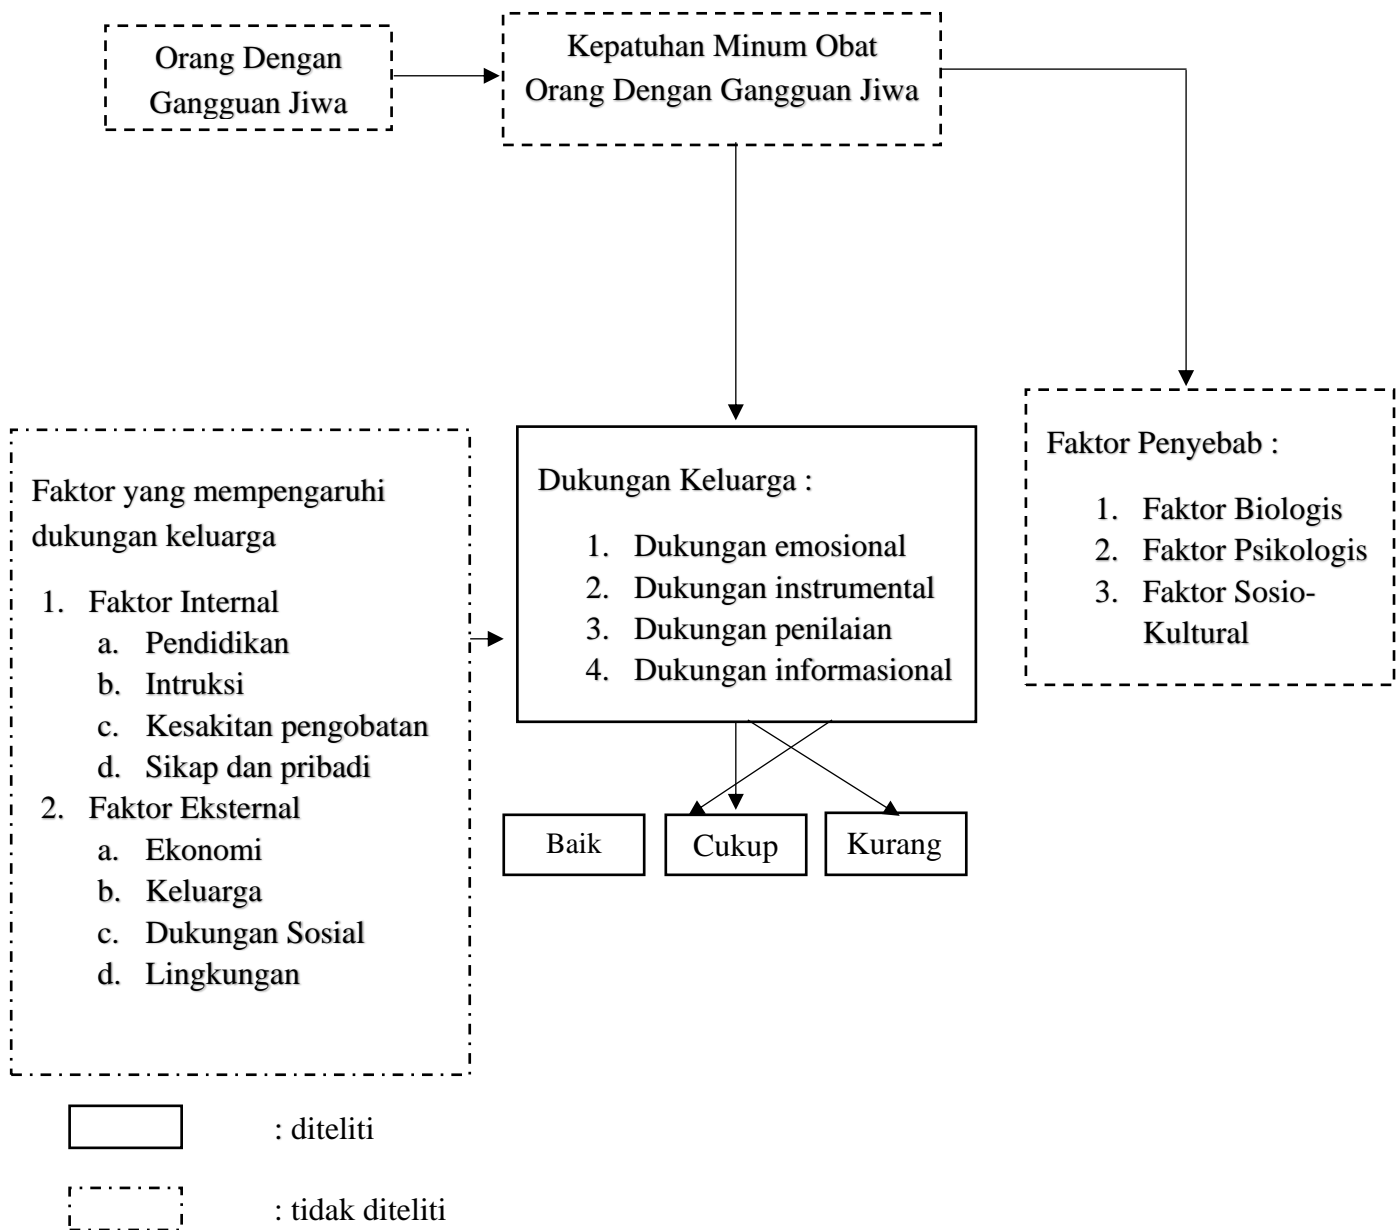 Orang Dengan
Gangguan Jiwa
Kepatuhan Minum Obat
Orang Dengan Gangguan Jiwa
Faktor yang mempengaruhi
dukungan keluarga
1. Faktor Internal
a. Pendidikan
b. Intruksi
c. Kesakitan pengobatan
d. Sikap dan pribadi
2. Faktor Eksternal
a. Ekonomi
b. Keluarga
c. Dukungan Sosial
d. Lingkungan
Dukungan Keluarga :
1. Dukungan emosional
2. Dukungan instrumental
3. Dukungan penilaian
4. Dukungan informasional
Faktor Penyebab :
1. Faktor Biologis
2. Faktor Psikologis
3. Faktor Sosio-
Kultural
Baik
Cukup
Kurang
: diteliti
: tidak diteliti